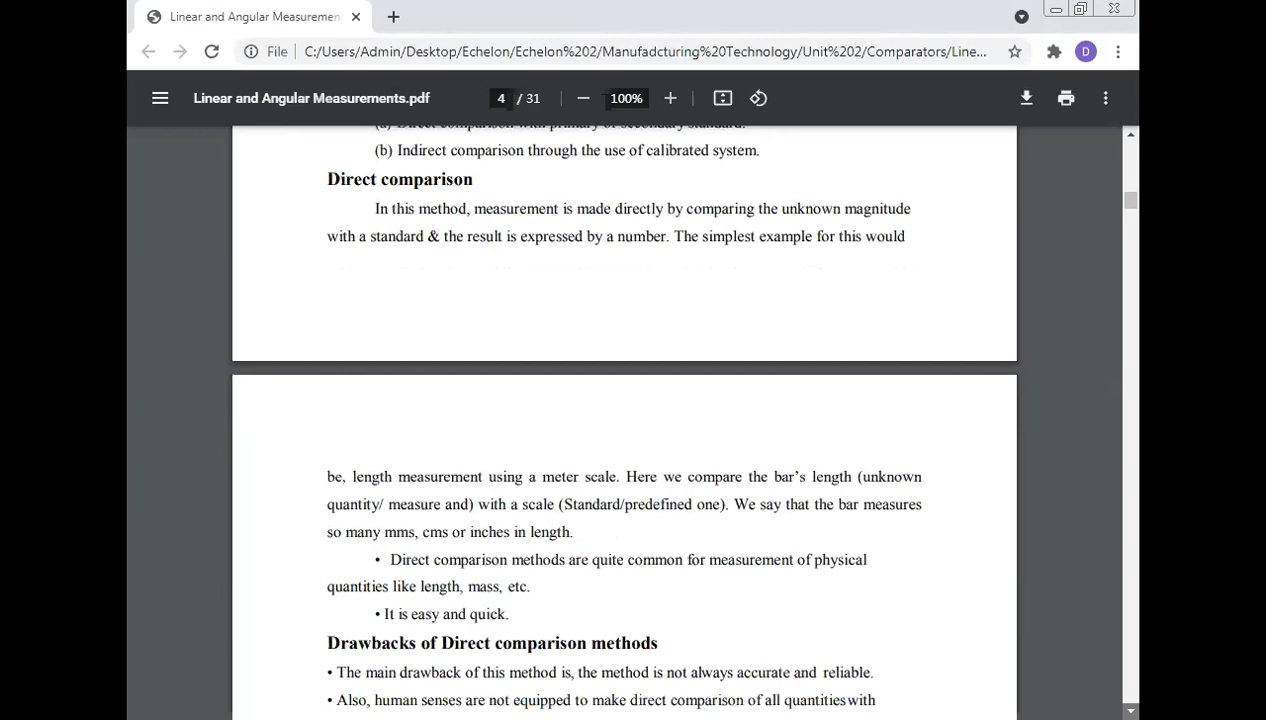 Linear and Angular Measuremen
File C:/Users/Admin/Desktop/Echelon/Echelon%202/Manufadcturing%20Technology/Unit%202/Comparators/Line...
D
Linear and Angular Measurements.pdf 4 / 31 100%
(a) Direct comparison with primary or secondary standard.
(b) Indirect comparison through the use of calibrated system.
Direct comparison
In this method, measurement is made directly by comparing the unknown magnitude
with a standard & the result is expressed by a number. The simplest example for this would
be, length measurement using a meter scale. Here we compare the bar’s length (unknown
quantity/ measure and) with a scale (Standard/predefined one). We say that the bar measures
so many mms, cms or inches in length.
• Direct comparison methods are quite common for measurement of physical
quantities like length, mass, etc.
• It is easy and quick.
Drawbacks of Direct comparison methods
• The main drawback of this method is, the method is not always accurate and reliable.
• Also, human senses are not equipped to make direct comparison of all quantities with